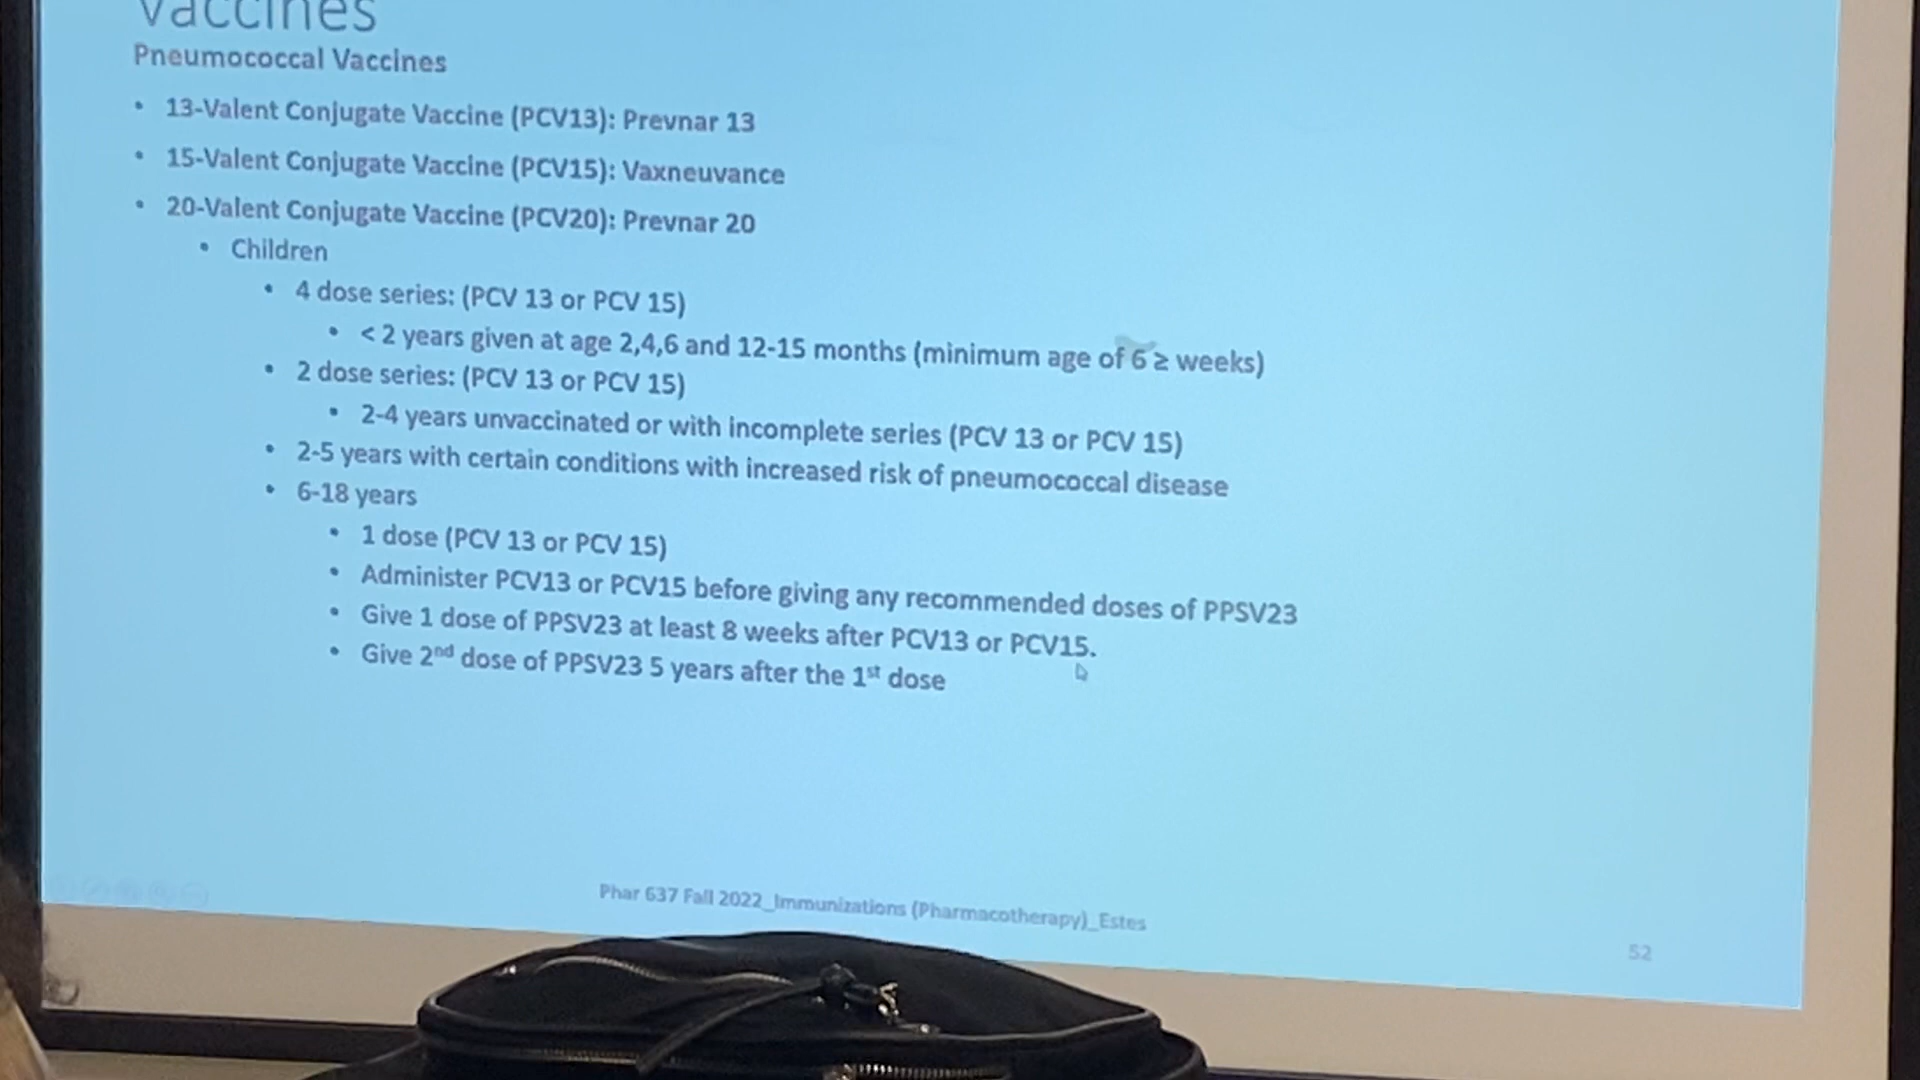 Vaccines
Pneumococcal Vaccines
• 13-Valent Conjugate Vaccine (PCV13): Prevnar 13
• 15-Valent Conjugate Vaccine (PCV15): Vaxneuvance
• 20-Valent Conjugate Vaccine (PCV20): Prevnar 20
• Children
• 4 dose series: (PCV 13 or PCV 15)
• < 2 years given at age 2,4,6 and 12-15 months (minimum age of 6 ≥ weeks)
• 2 dose series: (PCV 13 or PCV 15)
• 2-4 years unvaccinated or with incomplete series (PCV 13 or PCV 15)
• 2-5 years with certain conditions with increased risk of pneumococcal disease
• 6-18 years
• 1 dose (PCV 13 or PCV 15)
• Administer PCV13 or PCV15 before giving any recommended doses of PPSV23
• Give 1 dose of PPSV23 at least 8 weeks after PCV13 or PCV15.
• Give 2nd dose of PPSV23 5 years after the 1st dose
Phar 637 Fall 2022_Immunizations (Pharmacotherapy)_Estes
52